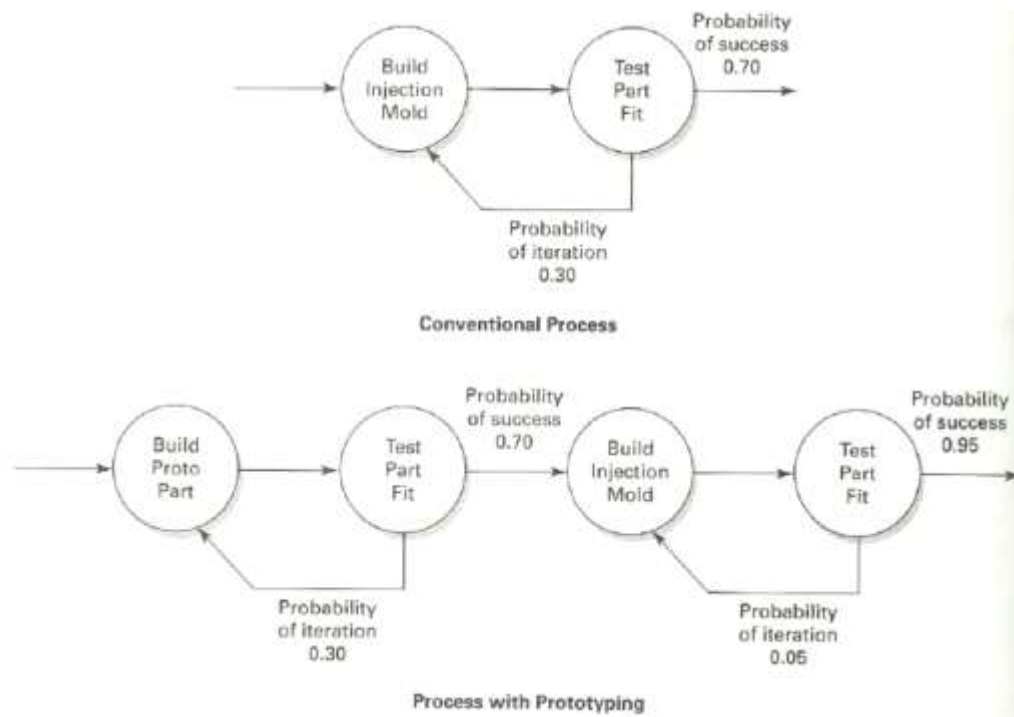 Probability
of success
0.70
Build
Injection
Mold
Test
Part
Fit
Probability
of iteration
0.30
Conventional Process
Build
Proto
Part
Test
Part
Fit
Probability
of success
0.70
Build
Injection
Mold
Test
Part
Fit
Probability
of success
0.95
Probability
of iteration
0.30
Probability
of iteration
0.05
Process with Prototyping